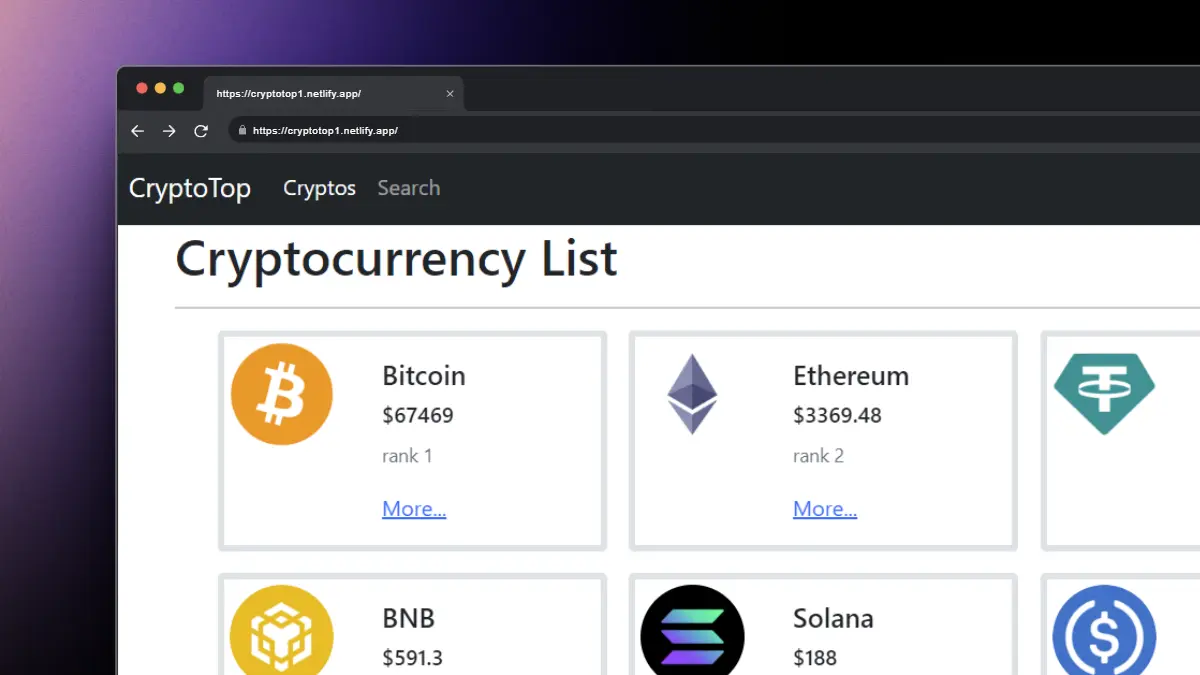 https://cryptotop1.netlify.app/
https://cryptotop1.netlify.app/
CryptoTop Cryptos Search
Cryptocurrency List
Bitcoin
$67469
rank 1
More...
Ethereum
$3369.48
rank 2
More...
BNB
$591.3
Solana
$188